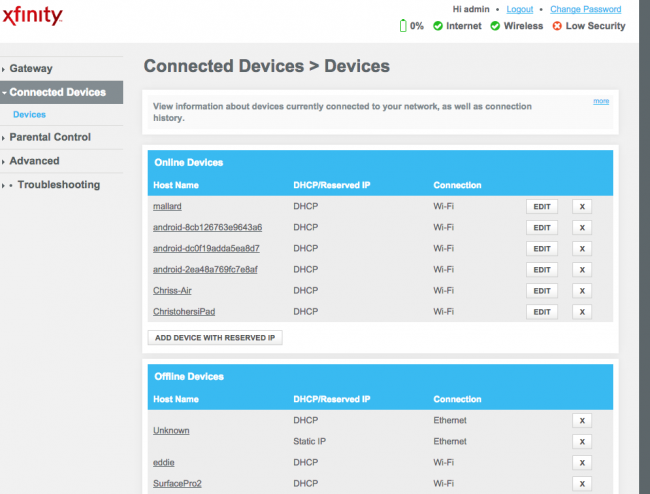 xfinity
Hi admin • Logout • Change Password
0% Internet Wireless Low Security
Gateway
Connected Devices
Devices
Parental Control
Advanced
Troubleshooting
Connected Devices > Devices
View information about devices currently connected to your network, as well as connection history.
more
Online Devices
Host Name DHCP/Reserved IP Connection
mallard DHCP Wi-Fi EDIT X
android-8cb126763e9643a6 DHCP Wi-Fi EDIT X
android-dc0f19adda5ea8d7 DHCP Wi-Fi EDIT X
android-2ea48a769fc7e8af DHCP Wi-Fi EDIT X
Chriss-Air DHCP Wi-Fi EDIT X
ChristohersiPad DHCP Wi-Fi EDIT X
ADD DEVICE WITH RESERVED IP
Offline Devices
Host Name DHCP/Reserved IP Connection
Unknown DHCP Ethernet X
Static IP Ethernet X
eddie DHCP Wi-Fi X
SurfacePro2 DHCP Wi-Fi X